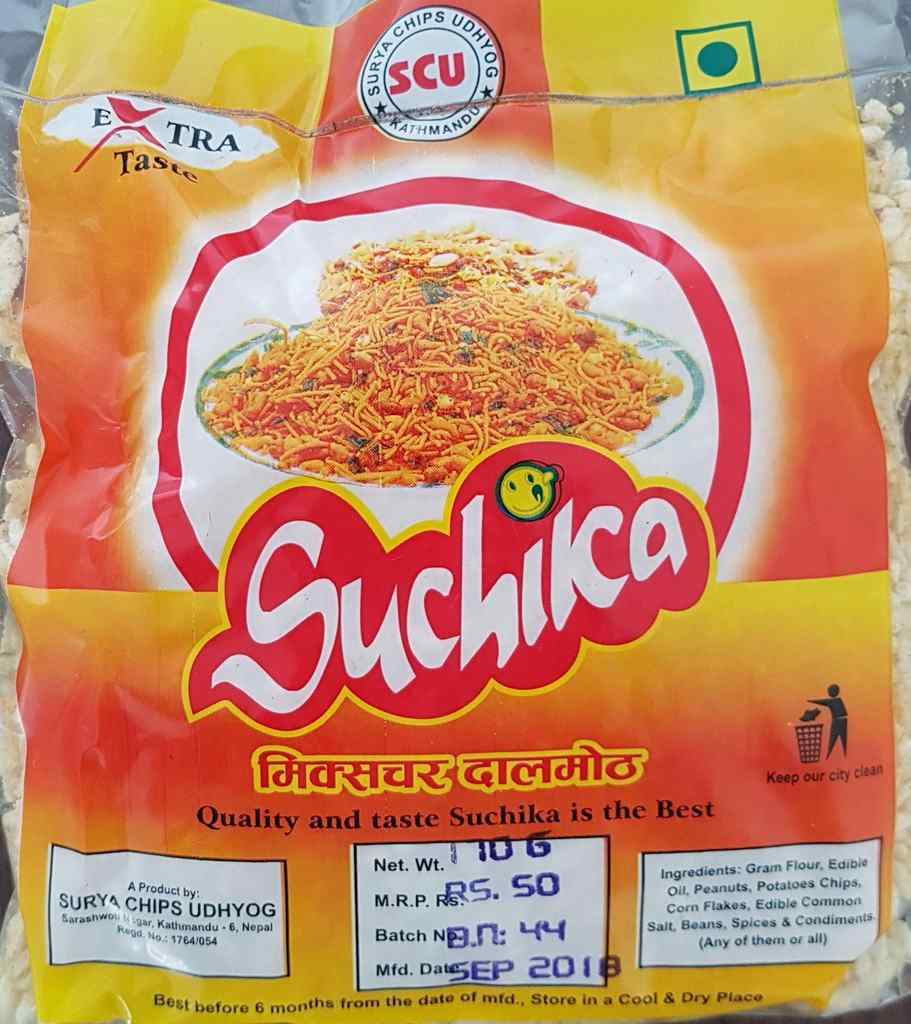 SURYA CHIPS UDHYOG
SCU
KATHMANDU
EXTRA
Taste
Suchika
मिक्सचर दालमोठ
Keep our city clean
Quality and taste Suchika is the Best
A Product by:
SURYA CHIPS UDHYOG
Nagar, Kathmandu - 6, Nepal
Regd. No.: 1764/054
Net. Wt. 170 G
M.R.P. Rs. RS. 50
Batch B.N: 44
Mfd. Date SEP 2018
Ingredients: Gram Flour, Edible
Oil, Peanuts, Potatoes Chips,
Corn Flakes, Edible Common
Salt, Beans, Spices & Condiments.
(Any of them or all)
Best before 6 months from the date of mfd., Store in a Cool & Dry Place